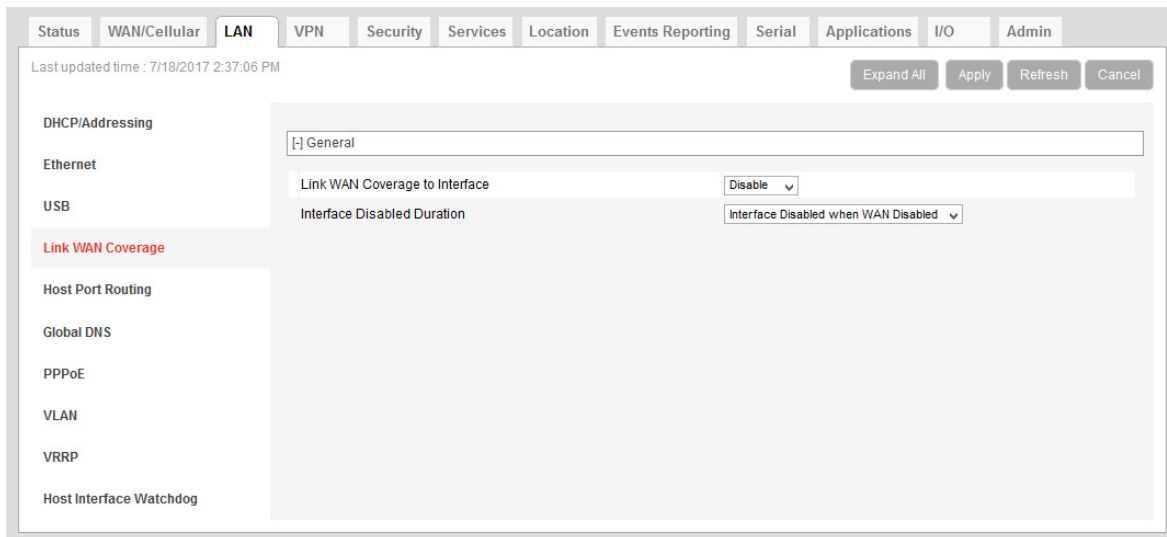 Status WAN/Cellular LAN VPN Security Services Location Events Reporting Serial Applications I/O Admin
Last updated time : 7/18/2017 2:37:06 PM
Expand All Apply Refresh Cancel
DHCP/Addressing
Ethernet
USB
Link WAN Coverage
Host Port Routing
Global DNS
PPPoE
VLAN
VRRP
Host Interface Watchdog
[-] General
Link WAN Coverage to Interface Disable
Interface Disabled Duration Interface Disabled when WAN Disabled